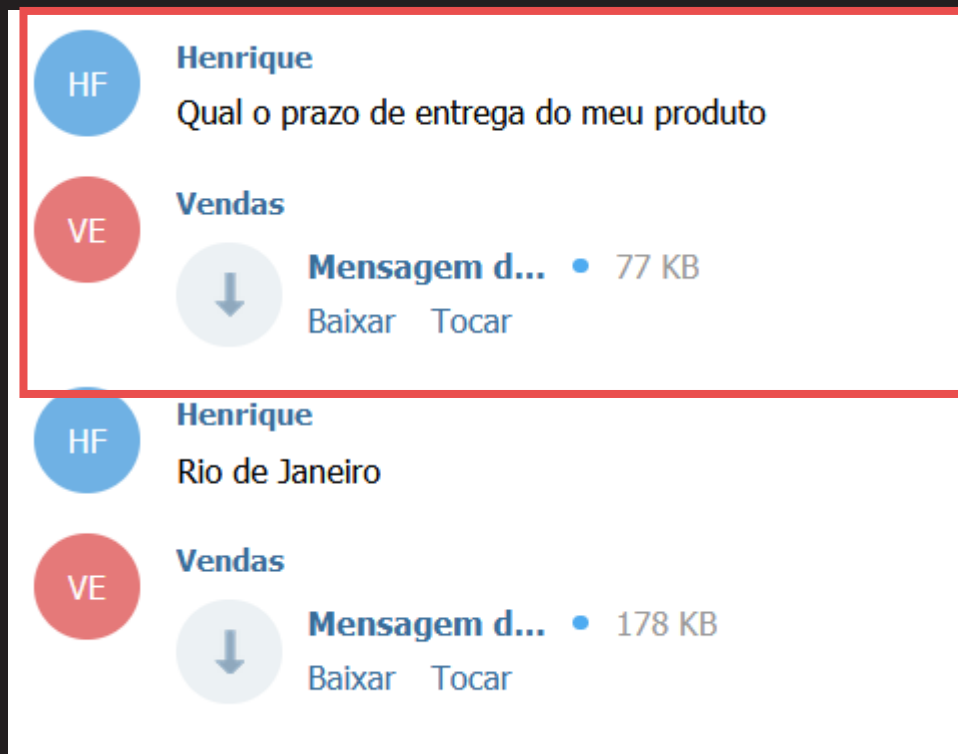 HF
Henrique
Qual o prazo de entrega do meu produto
VE
Vendas
Mensagem d... • 77 KB
Baixar Tocar
HF
Henrique
Rio de Janeiro
VE
Vendas
Mensagem d... • 178 KB
Baixar Tocar